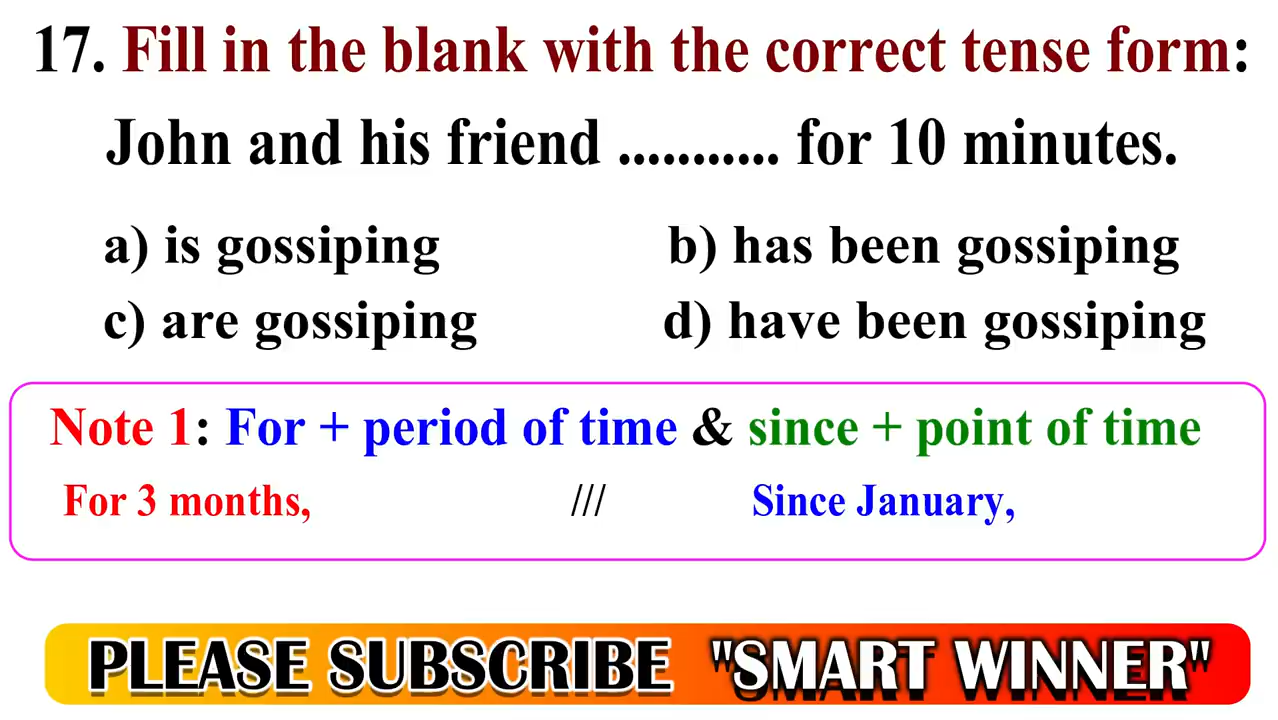 17. Fill in the blank with the correct tense form:
John and his friend ........... for 10 minutes.
a) is gossiping b) has been gossiping
c) are gossiping d) have been gossiping
Note 1: For + period of time & since + point of time
For 3 months, /// Since January,
PLEASE SUBSCRIBE "SMART WINNER"